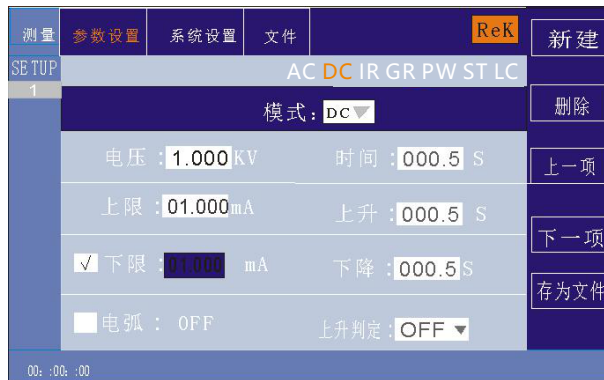 测量 参数设置 系统设置 文件 ReK 新建
SETUP AC DC IR GR PW ST LC
1
模式：DC 删除
电压：1.000KV 时间：000.5 S 上一项
上限：01.000mA 上升：000.5 S
√ 下限：01.000 mA 下降：000.5 S 下一项
存为文件
电弧： OFF 上升判定：OFF
00: :00: :00